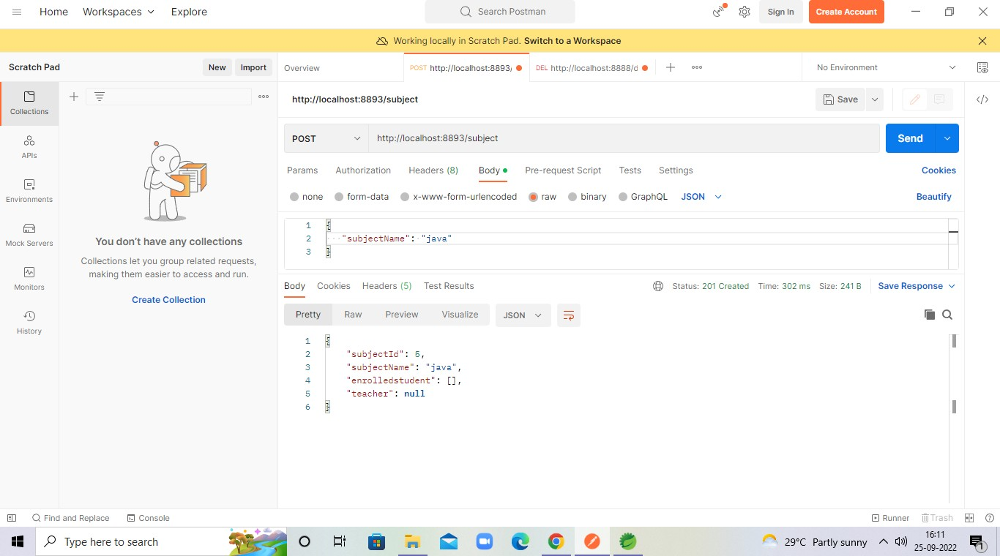 Home Workspaces Explore Search Postman Sign In Create Account
Working locally in Scratch Pad. Switch to a Workspace
Scratch Pad New Import Overview POST http://localhost:8893/ DEL http://localhost:8888/d No Environment
Collections
APIs
Environments
Mock Servers
Monitors
History
You don't have any collections
Collections let you group related requests,
making them easier to access and run.
Create Collection
http://localhost:8893/subject Save
POST http://localhost:8893/subject Send
Params Authorization Headers (8) Body Pre-request Script Tests Settings Cookies
none form-data x-www-form-urlencoded raw binary GraphQL JSON Beautify
1 {
2 "subjectName": "java"
3 }
Body Cookies Headers (5) Test Results Status: 201 Created Time: 302 ms Size: 241 B Save Response
Pretty Raw Preview Visualize JSON
1 {
2 "subjectId": 5,
3 "subjectName": "java",
4 "enrolledstudent": [],
5 "teacher": null
6 }
Find and Replace Console Runner Trash
Type here to search 29°C Partly sunny 16:11
25-09-2022 1